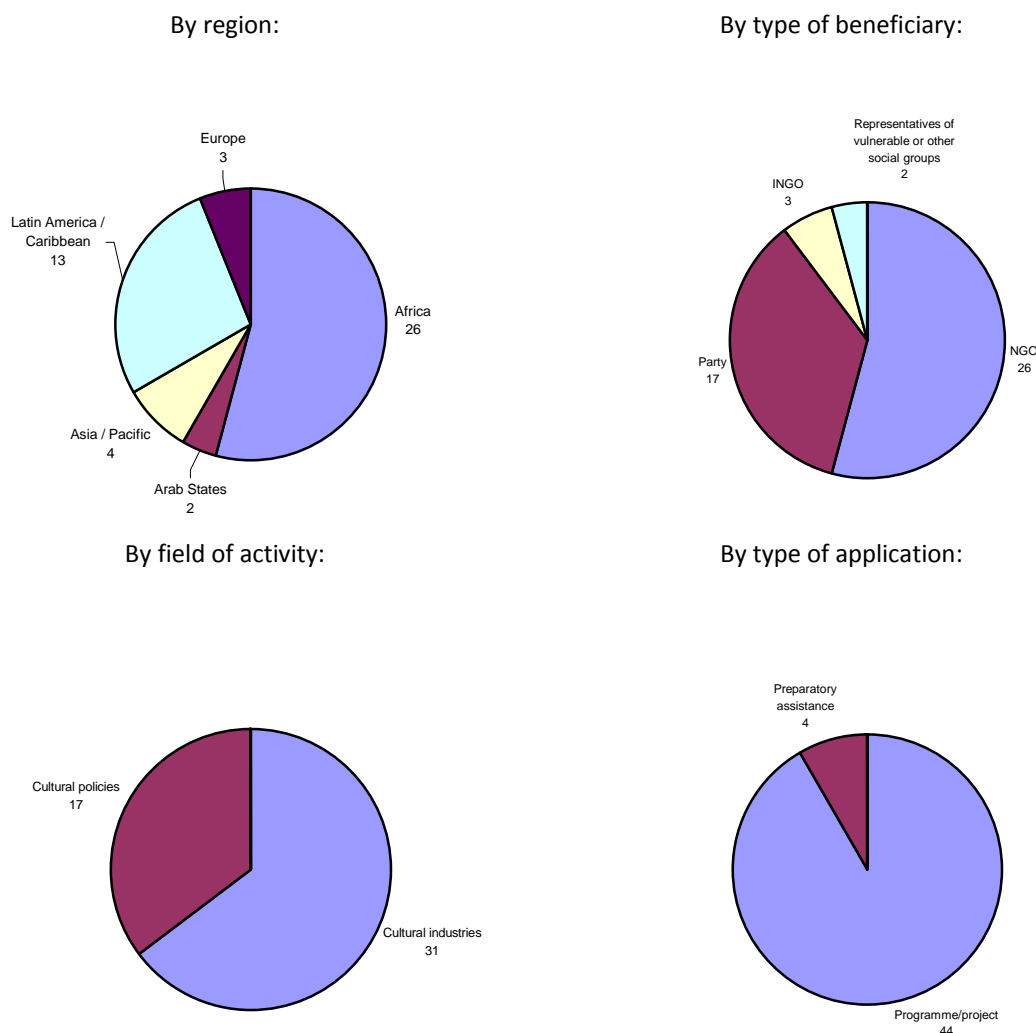 By region:
Europe
3
Latin America /
Caribbean
13
Africa
26
Asia / Pacific
4
Arab States
2
By type of beneficiary:
Representatives of
vulnerable or other
social groups
2
INGO
3
Party
17
NGO
26
By field of activity:
Cultural policies
17
Cultural industries
31
By type of application:
Preparatory
assistance
4
Programme/project
44